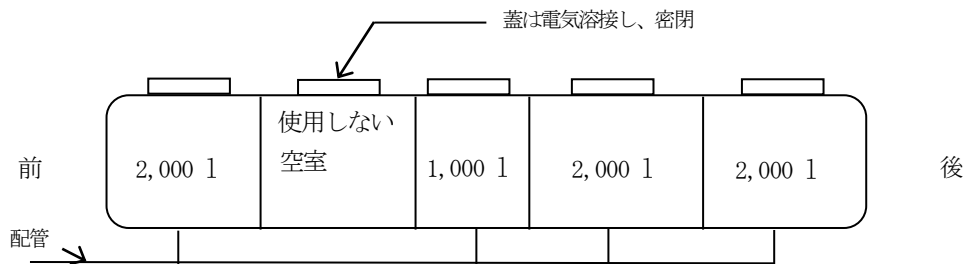 蓋は電気溶接し、密閉
使用しない
空室
前
2,000 l
1,000 l
2,000 l
2,000 l
後
配管